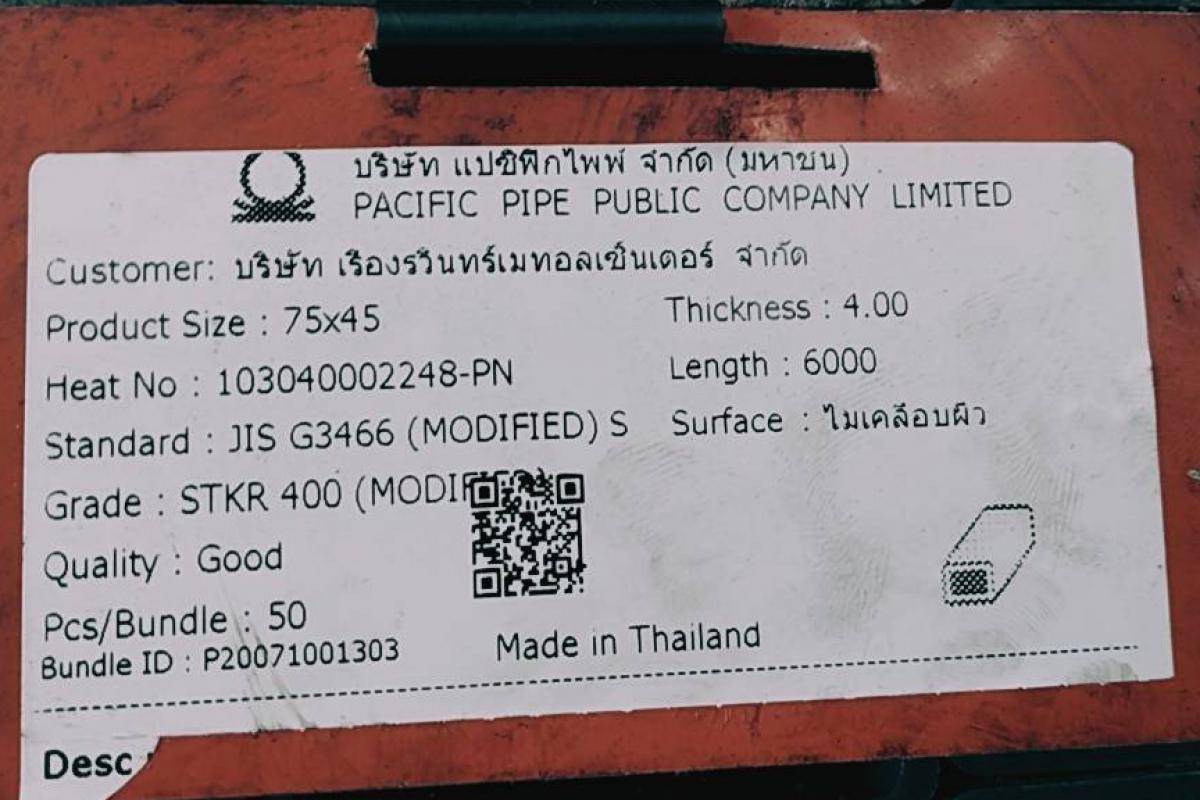 บริษัท แปซิฟิกไพพ์ จำกัด (มหาชน)
PACIFIC PIPE PUBLIC COMPANY LIMITED
Customer: บริษัท เรืองรวินทร์เมทอลเซ็นเตอร์ จำกัด
Product Size : 75x45 Thickness : 4.00
Heat No : 103040002248-PN Length : 6000
Standard : JIS G3466 (MODIFIED) S Surface : ไม่เคลือบผิว
Grade : STKR 400 (MODIFIED)
Quality : Good
Pcs/Bundle : 50
Bundle ID : P20071001303 Made in Thailand
Desc